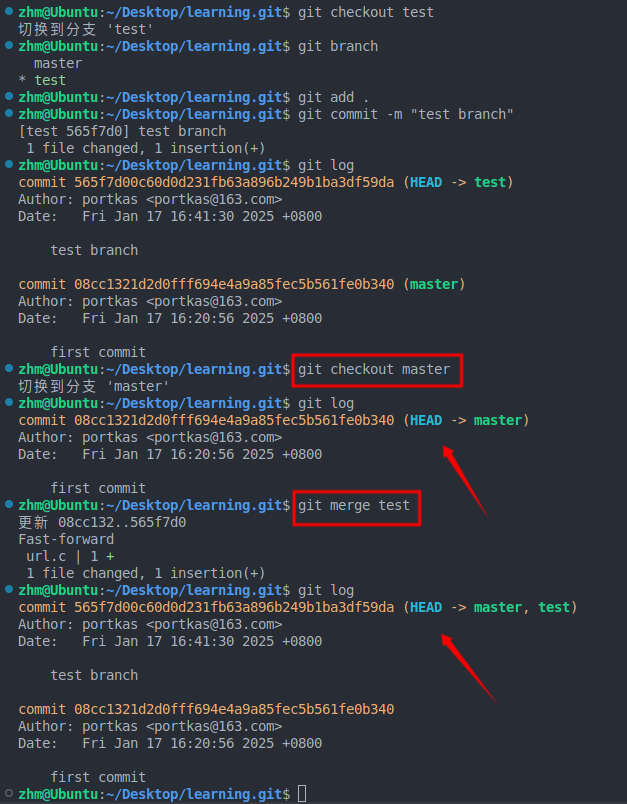 zhm@Ubuntu:~/Desktop/learning.git$ git checkout test
切换到分支 'test'
zhm@Ubuntu:~/Desktop/learning.git$ git branch
  master
* test
zhm@Ubuntu:~/Desktop/learning.git$ git add .
zhm@Ubuntu:~/Desktop/learning.git$ git commit -m "test branch"
[test 565f7d0] test branch
 1 file changed, 1 insertion(+)
zhm@Ubuntu:~/Desktop/learning.git$ git log
commit 565f7d00c60d0d231fb63a896b249b1ba3df59da (HEAD -> test)
Author: portkas <portkas@163.com>
Date:   Fri Jan 17 16:41:30 2025 +0800
    test branch
commit 08cc1321d2d0fff694e4a9a85fec5b561fe0b340 (master)
Author: portkas <portkas@163.com>
Date:   Fri Jan 17 16:20:56 2025 +0800
    first commit
zhm@Ubuntu:~/Desktop/learning.git$ git checkout master
切换到分支 'master'
zhm@Ubuntu:~/Desktop/learning.git$ git log
commit 08cc1321d2d0fff694e4a9a85fec5b561fe0b340 (HEAD -> master)
Author: portkas <portkas@163.com>
Date:   Fri Jan 17 16:20:56 2025 +0800
    first commit
zhm@Ubuntu:~/Desktop/learning.git$ git merge test
更新 08cc132..565f7d0
Fast-forward
 url.c | 1 +
 1 file changed, 1 insertion(+)
zhm@Ubuntu:~/Desktop/learning.git$ git log
commit 565f7d00c60d0d231fb63a896b249b1ba3df59da (HEAD -> master, test)
Author: portkas <portkas@163.com>
Date:   Fri Jan 17 16:41:30 2025 +0800
    test branch
commit 08cc1321d2d0fff694e4a9a85fec5b561fe0b340
Author: portkas <portkas@163.com>
Date:   Fri Jan 17 16:20:56 2025 +0800
    first commit
zhm@Ubuntu:~/Desktop/learning.git$